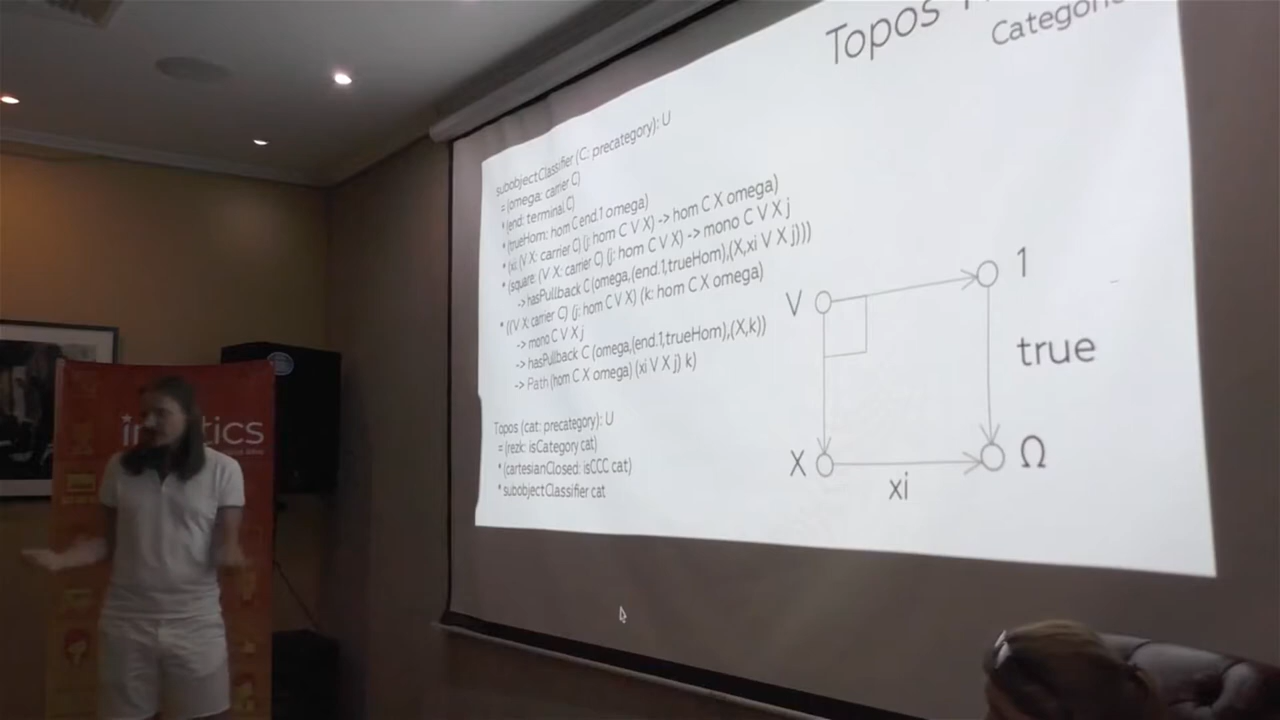 Topos
Categori
subobjectClassifier (C: precategory): U
= (omega: carrier C)
* (end: terminal C)
* (trueHom: hom C end.1 omega)
* (xi: (V X: carrier C) (j: hom C V X) -> hom C X omega)
* (square: (V X: carrier C) (j: hom C V X) -> mono C V X j
-> hasPullback C (omega,(end.1,trueHom),(X,xi V X j)))
* ((V X: carrier C) (j: hom C V X) (k: hom C X omega)
-> mono C V X j
-> hasPullback C (omega,(end.1,trueHom),(X,k))
-> Path (hom C X omega) (xi V X j) k)
Topos (cat: precategory): U
= (rezk: isCategory cat)
* (cartesianClosed: isCCC cat)
* subobjectClassifier cat
V
1
true
X
xi
Ω
tics